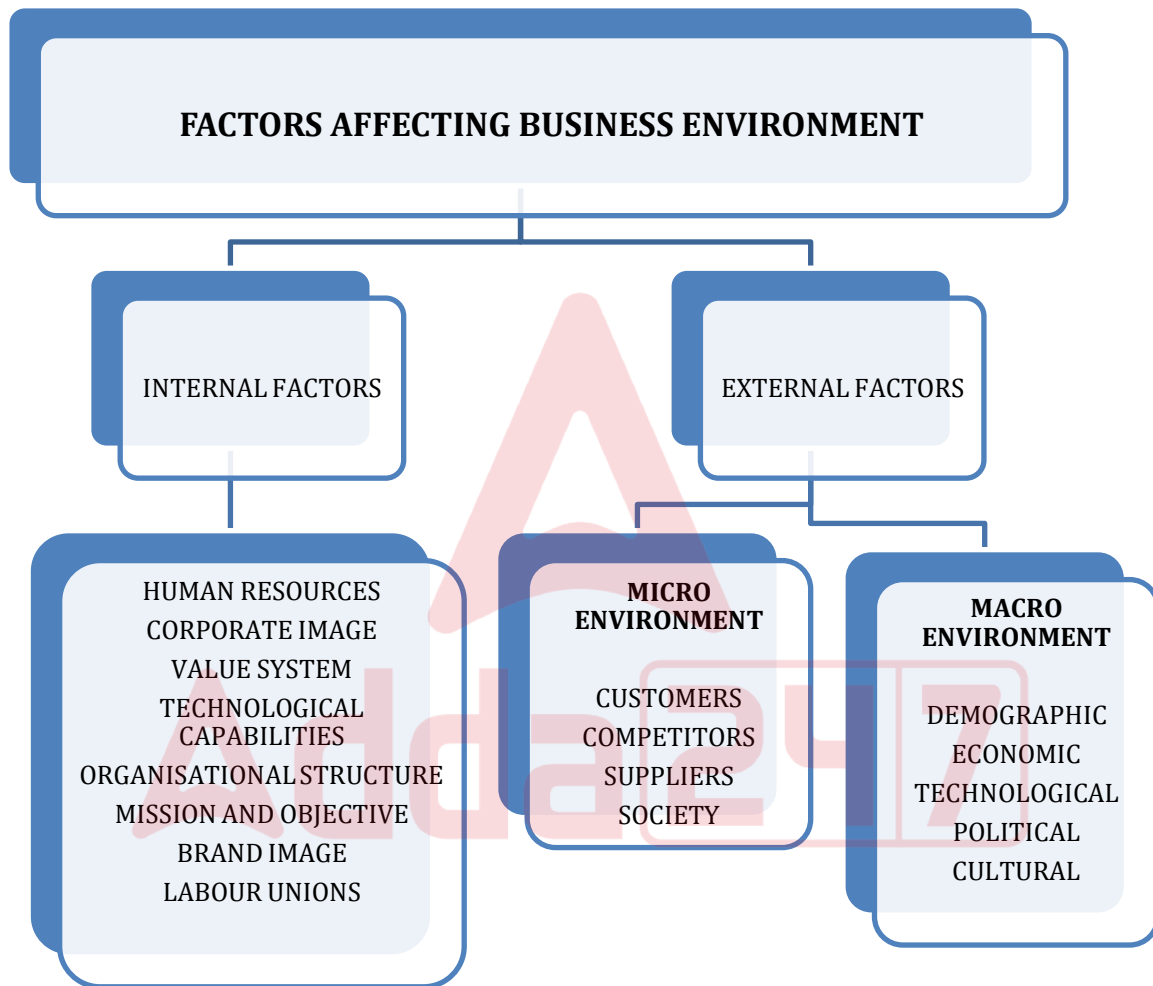 FACTORS AFFECTING BUSINESS ENVIRONMENT
INTERNAL FACTORS
EXTERNAL FACTORS
HUMAN RESOURCES
CORPORATE IMAGE
VALUE SYSTEM
TECHNOLOGICAL
CAPABILITIES
ORGANISATIONAL STRUCTURE
MISSION AND OBJECTIVE
BRAND IMAGE
LABOUR UNIONS
MICRO
ENVIRONMENT
CUSTOMERS
COMPETITORS
SUPPLIERS
SOCIETY
MACRO
ENVIRONMENT
DEMOGRAPHIC
ECONOMIC
TECHNOLOGICAL
POLITICAL
CULTURAL
Adda247